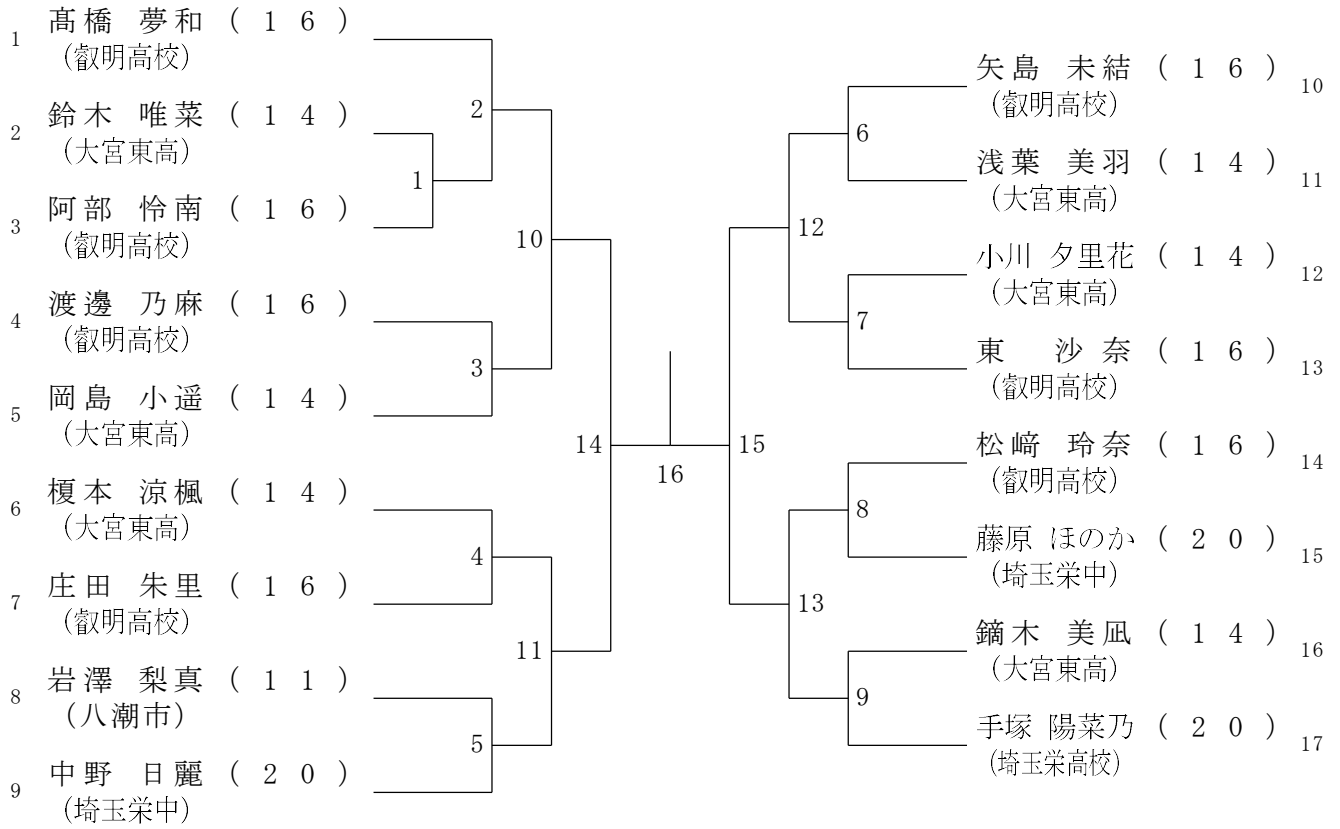 1 髙橋 夢和 ( 1 6 )
(叡明高校)
2 鈴木 唯菜 ( 1 4 )
(大宮東高)
3 阿部 怜南 ( 1 6 )
(叡明高校)
4 渡邊 乃麻 ( 1 6 )
(叡明高校)
5 岡島 小遥 ( 1 4 )
(大宮東高)
6 榎本 涼楓 ( 1 4 )
(大宮東高)
7 庄田 朱里 ( 1 6 )
(叡明高校)
8 岩澤 梨真 ( 1 1 )
(八潮市)
9 中野 日麗 ( 2 0 )
(埼玉栄中)
2
1
10
3
14
4
11
5
16
15
6
12
7
8
13
9
矢島 未結 ( 1 6 ) 10
(叡明高校)
浅葉 美羽 ( 1 4 ) 11
(大宮東高)
小川 夕里花 ( 1 4 ) 12
(大宮東高)
東 沙奈 ( 1 6 ) 13
(叡明高校)
松﨑 玲奈 ( 1 6 ) 14
(叡明高校)
藤原 ほのか ( 2 0 ) 15
(埼玉栄中)
鏑木 美凪 ( 1 4 ) 16
(大宮東高)
手塚 陽菜乃 ( 2 0 ) 17
(埼玉栄高校)